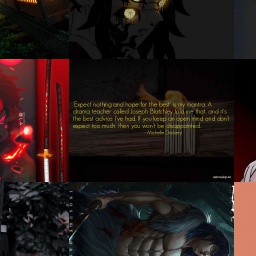 "Expect nothing and hope for the best' is my mantra. A
drama teacher called Joseph Blatchley told me that, and it's
the best advice I've had. If you keep an open mind and don't
expect too much, then you won't be disappointed.
- Michelle Dockery